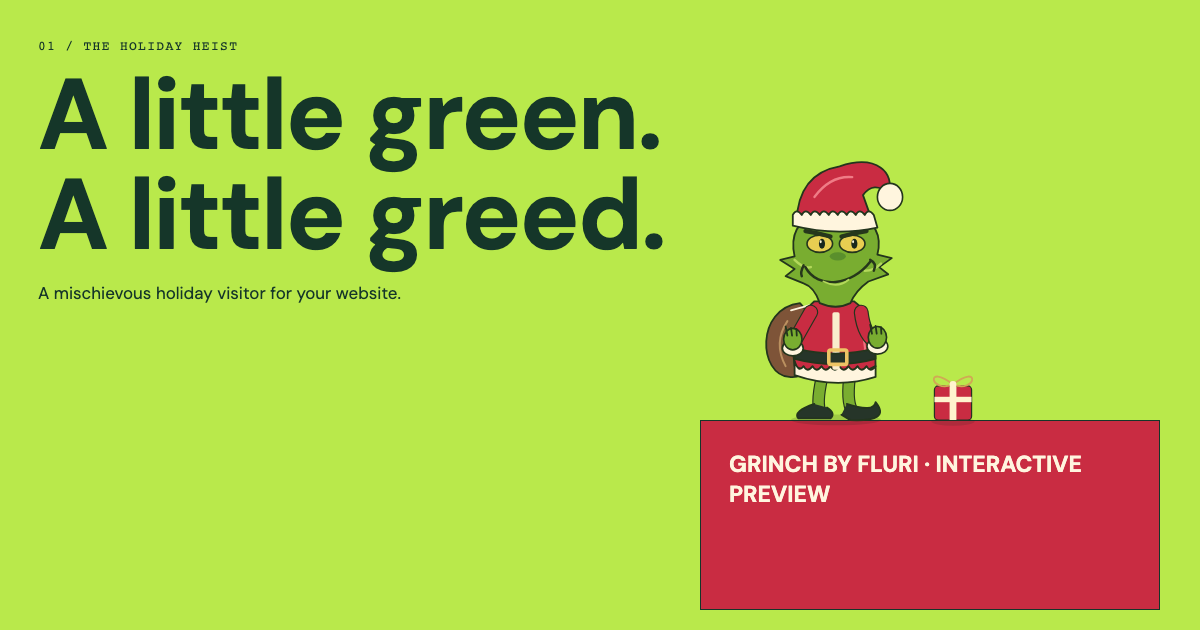 01 / THE HOLIDAY HEIST
A little green.
A little greed.
A mischievous holiday visitor for your website.
GRINCH BY FLURI · INTERACTIVE
PREVIEW